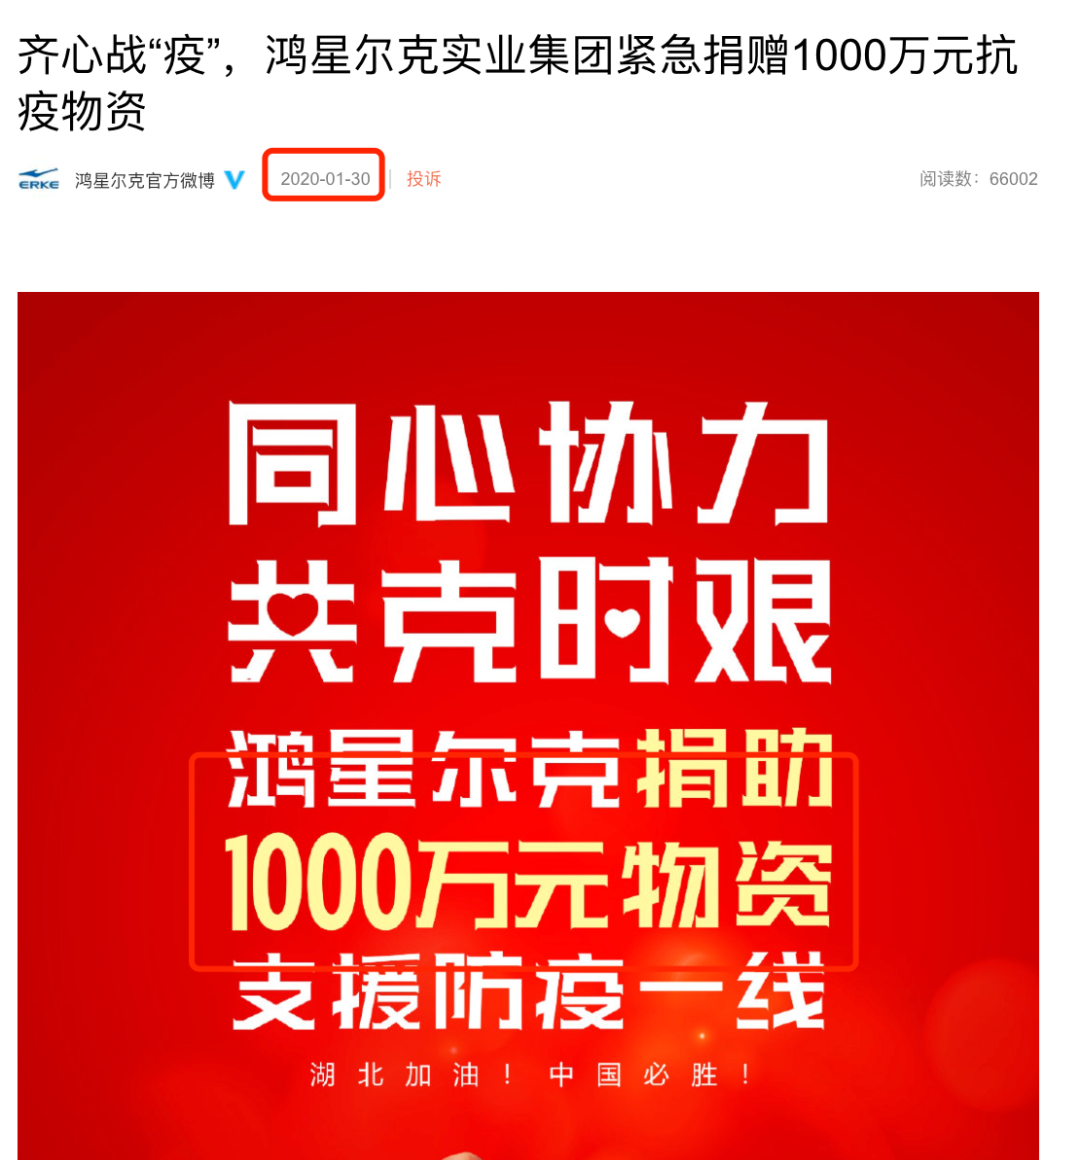 齐心战“疫”，鸿星尔克实业集团紧急捐赠1000万元抗
疫物资
ERKE 鸿星尔克官方微博 2020-01-30 投诉 阅读数：66002
同心协力
共克时艰
鸿星尔克捐助
1000万元物资
支援防疫一线
湖北加油！中国必胜！